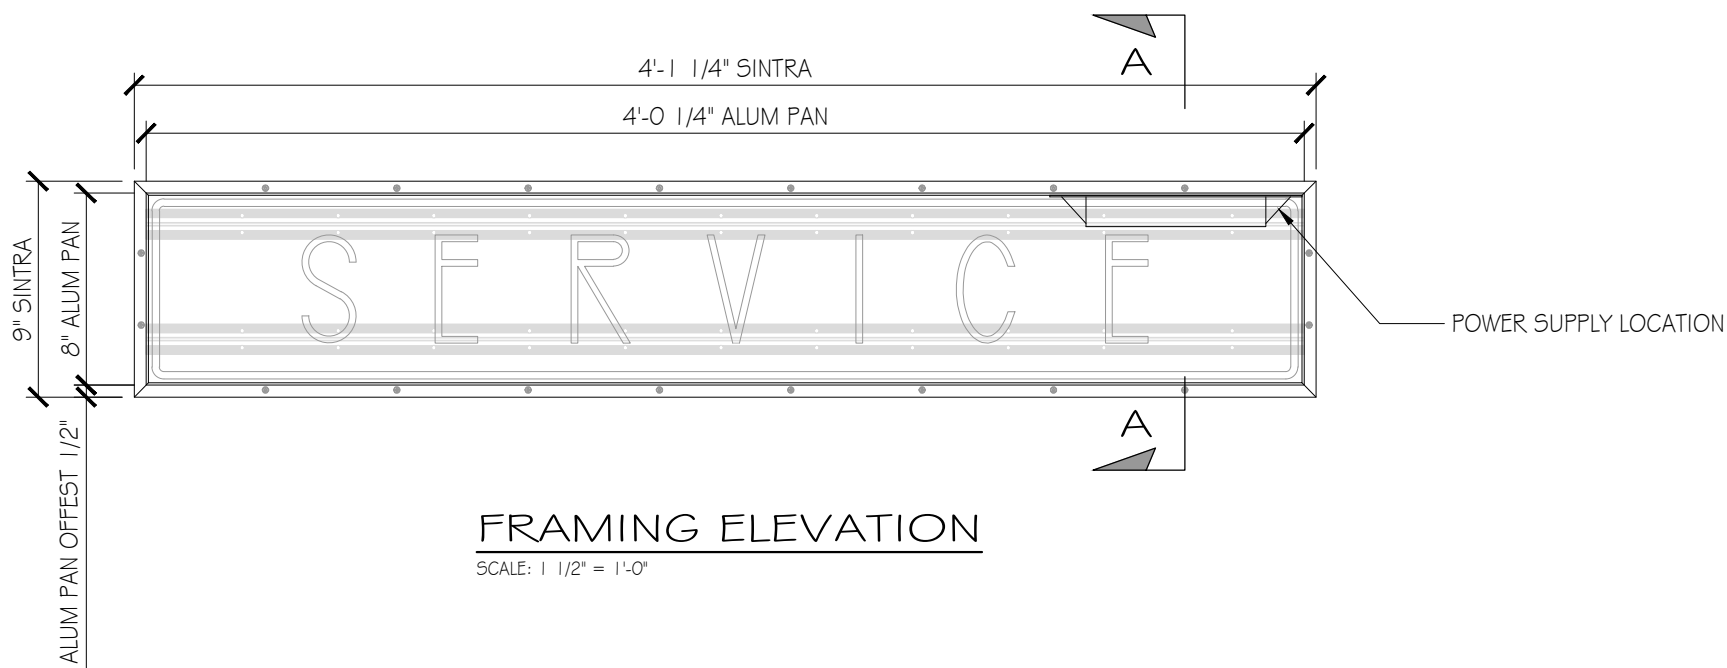 A
4'-1 1/4" SINTRA
4'-0 1/4" ALUM PAN
9" SINTRA
8" ALUM PAN
SERVICE
POWER SUPPLY LOCATION
ALUM PAN OFFEST 1/2"
A
FRAMING ELEVATION
SCALE: 1 1/2" = 1'-0"